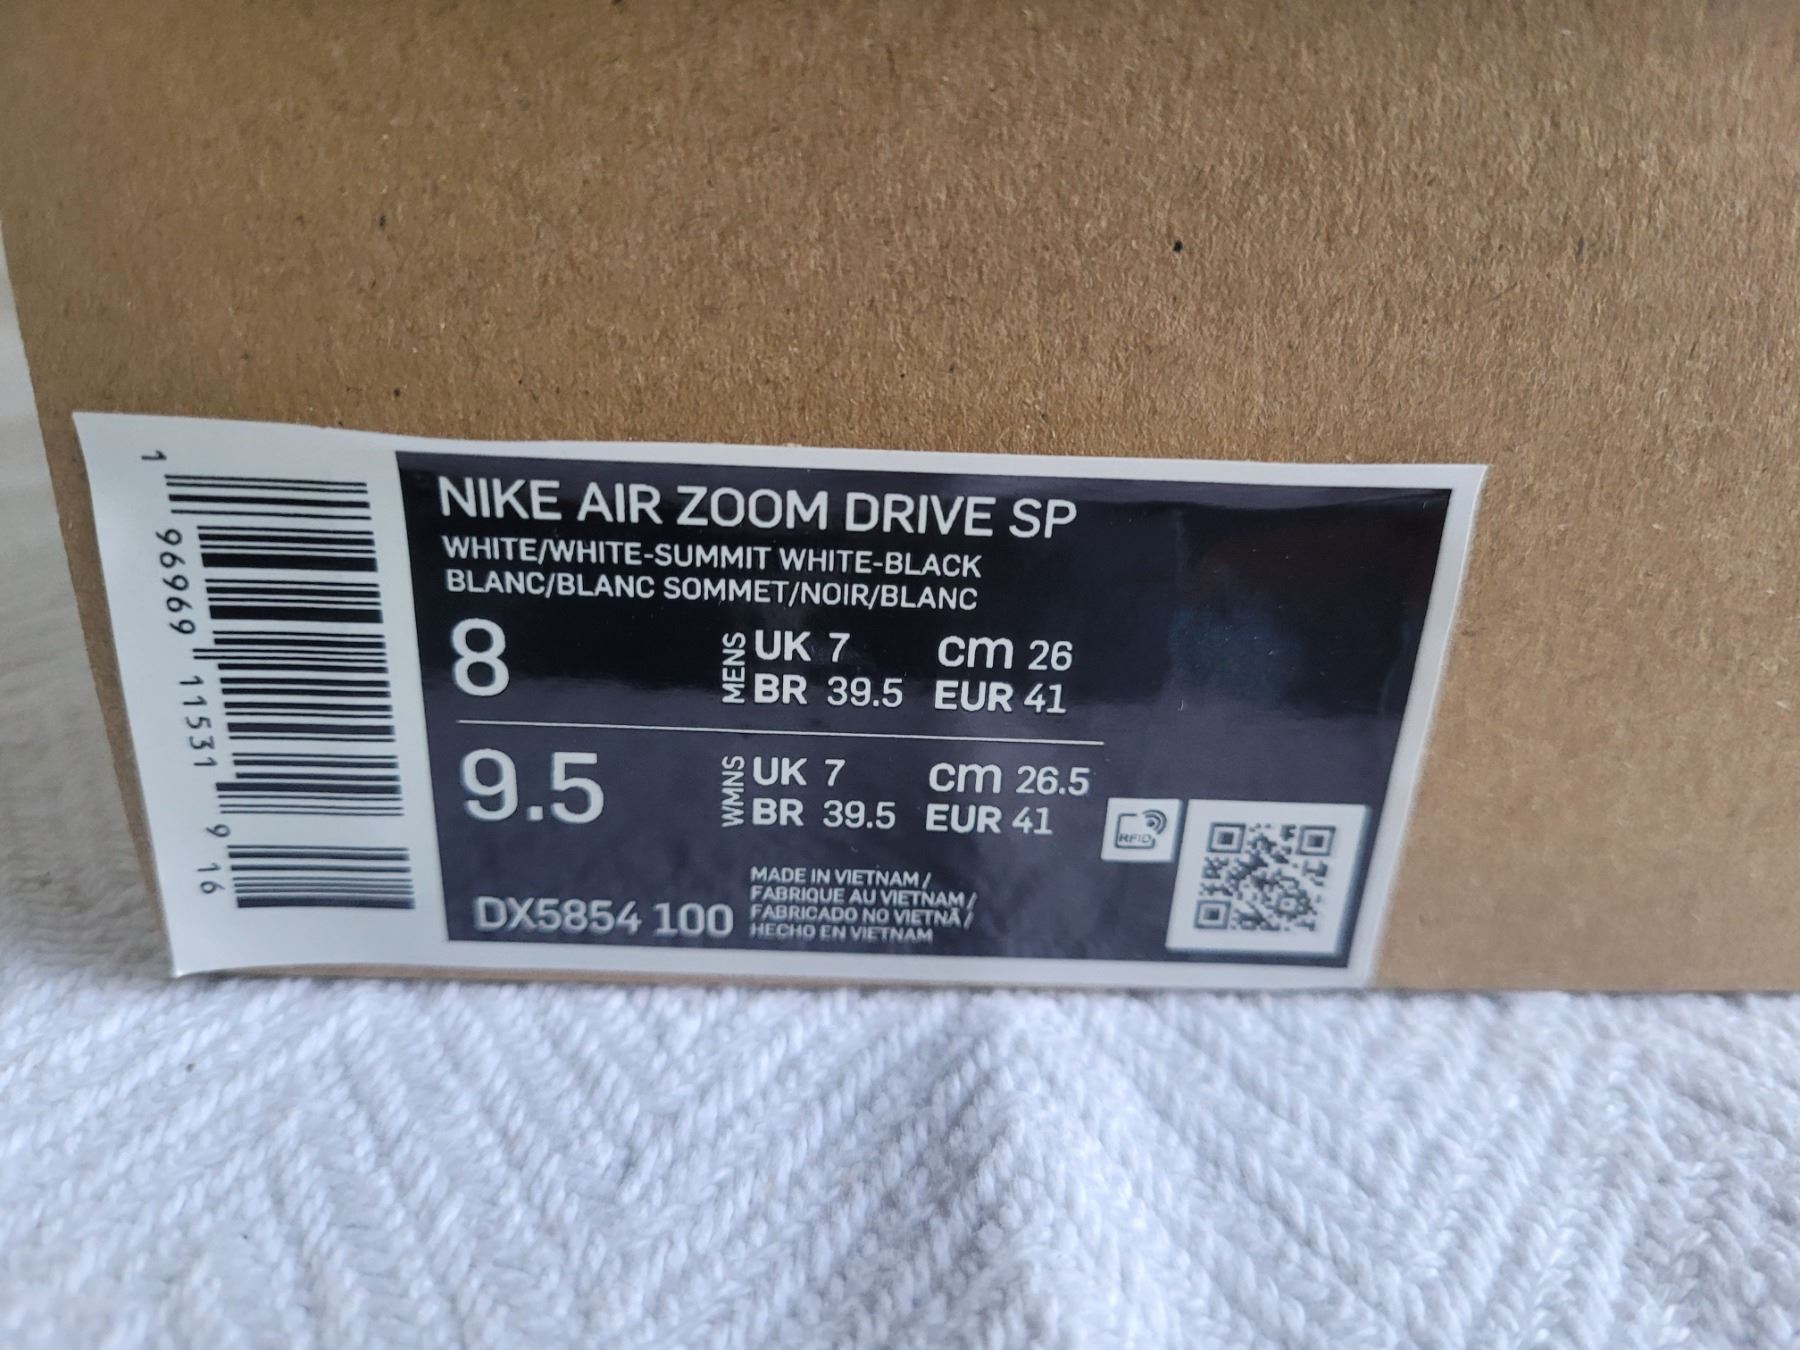 1 96969 11531 9 16
NIKE AIR ZOOM DRIVE SP
WHITE/WHITE-SUMMIT WHITE-BLACK
BLANC/BLANC SOMMET/NOIR/BLANC
8 MENS UK 7 cm 26
BR 39.5 EUR 41
9.5 WMNS UK 7 cm 26.5
BR 39.5 EUR 41
RFID
MADE IN VIETNAM /
FABRIQUE AU VIETNAM /
FABRICADO NO VIETNÃ /
HECHO EN VIETNAM
DX5854 100